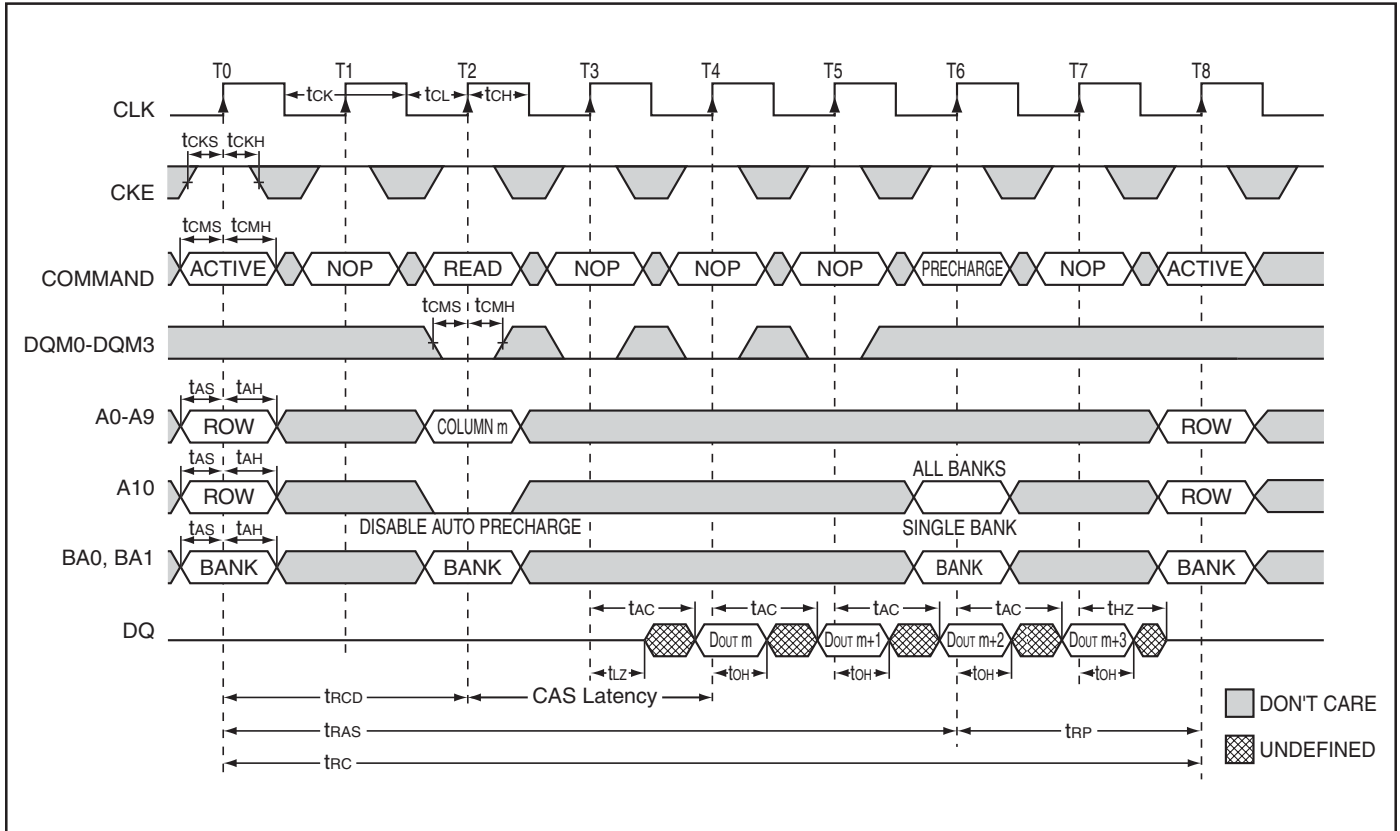 T0 T1 T2 T3 T4 T5 T6 T7 T8
CLK tCK tCL tCH
tCKS tCKH
CKE
tCMS tCMH
COMMAND ACTIVE NOP READ NOP NOP NOP PRECHARGE NOP ACTIVE
tCMS tCMH
DQM0-DQM3
tAS tAH
A0-A9 ROW COLUMN m ROW
tAS tAH ALL BANKS
A10 ROW ROW
tAS tAH DISABLE AUTO PRECHARGE SINGLE BANK
BA0, BA1 BANK BANK BANK BANK
tAC tAC tAC tAC tHZ
DQ DOUT m DOUT m+1 DOUT m+2 DOUT m+3
tLZ tOH tOH tOH tOH
tRCD CAS Latency
DON'T CARE
tRAS tRP
UNDEFINED
tRC